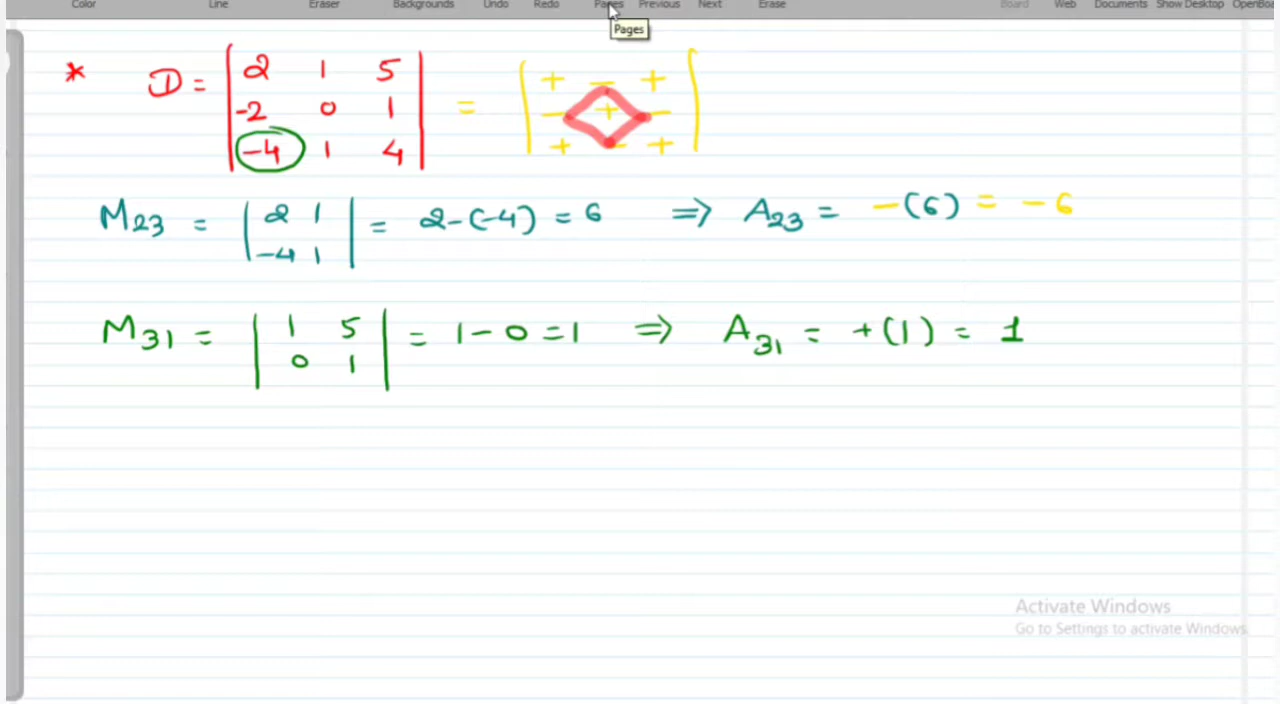 Color Line Eraser Backgrounds Undo Redo Pages Previous Next Erase Board Web Documents Show Desktop OpenBoa
Pages
* D = | 2 1 5 | = | + − + |
| -2 0 1 | | − + − |
| -4 1 4 | | + − + |
M23 = | 2 1 | = 2-(-4) = 6 ⇒ A23 = -(6) = -6
| -4 1 |
M31 = | 1 5 | = 1-0=1 ⇒ A31 = +(1) = 1
| 0 1 |
Activate Windows
Go to Settings to activate Windows.